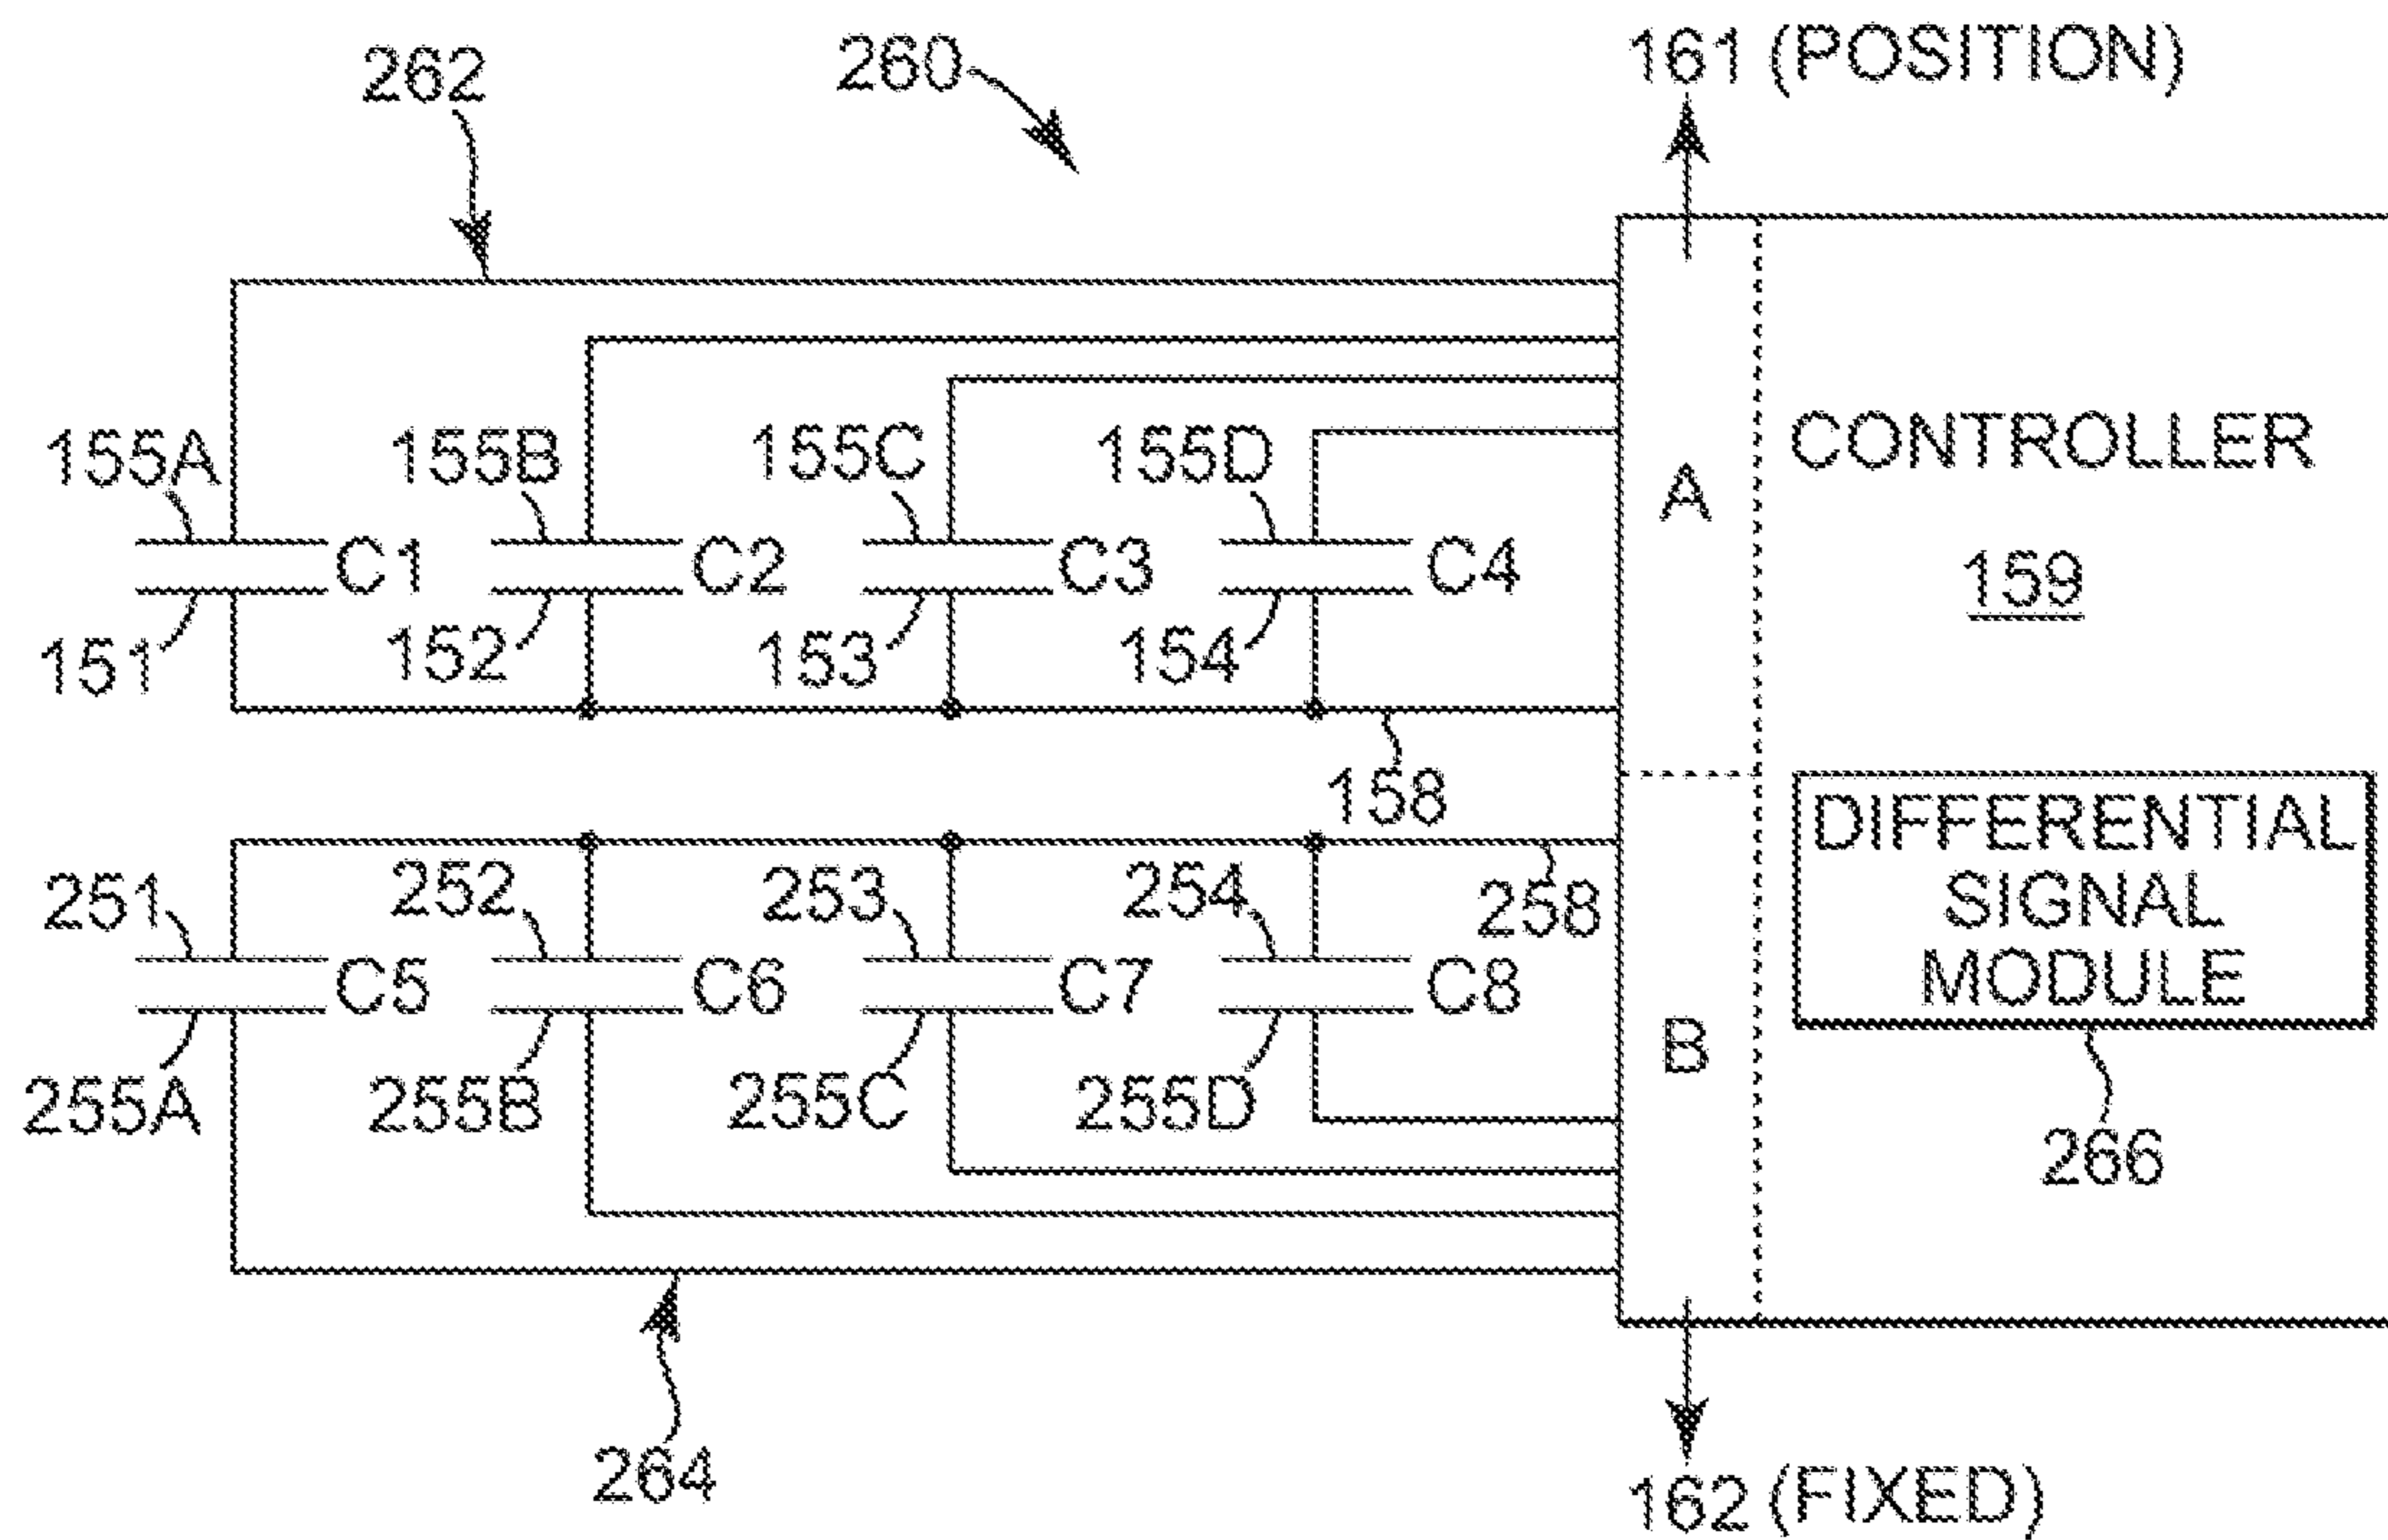 262
260
161 (POSITION)
155A
155B
155C
155D
A
CONTROLLER
159
C1
C2
C3
C4
151
152
153
154
158
DIFFERENTIAL
SIGNAL
MODULE
251
252
253
254
258
C5
C6
C7
C8
B
255A
255B
255C
255D
266
264
162 (FIXED)